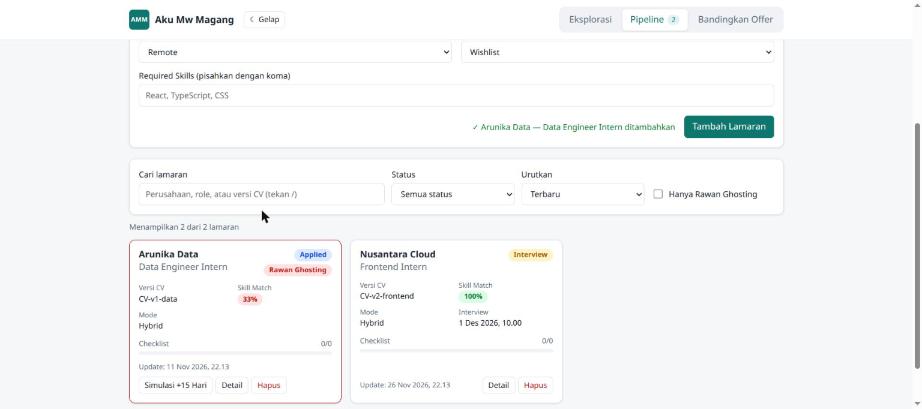 AMM Aku Mw Magang Gelap Eksplorasi Pipeline 2 Bandingkan Offer
Remote Wishlist
Required Skills (pisahkan dengan koma)
React, TypeScript, CSS
✓ Arunika Data — Data Engineer Intern ditambahkan Tambah Lamaran
Cari lamaran Status Urutkan
Perusahaan, role, atau versi CV (tekan /) Semua status Terbaru Hanya Rawan Ghosting
Menampilkan 2 dari 2 lamaran
Arunika Data Applied
Data Engineer Intern Rawan Ghosting
Versi CV Skill Match
CV-v1-data 33%
Mode
Hybrid
Checklist 0/0
Update: 11 Nov 2026, 22.13
Simulasi +15 Hari Detail Hapus
Nusantara Cloud Interview
Frontend Intern
Versi CV Skill Match
CV-v2-frontend 100%
Mode Interview
Hybrid 1 Des 2026, 10.00
Checklist 0/0
Update: 26 Nov 2026, 22.13 Detail Hapus